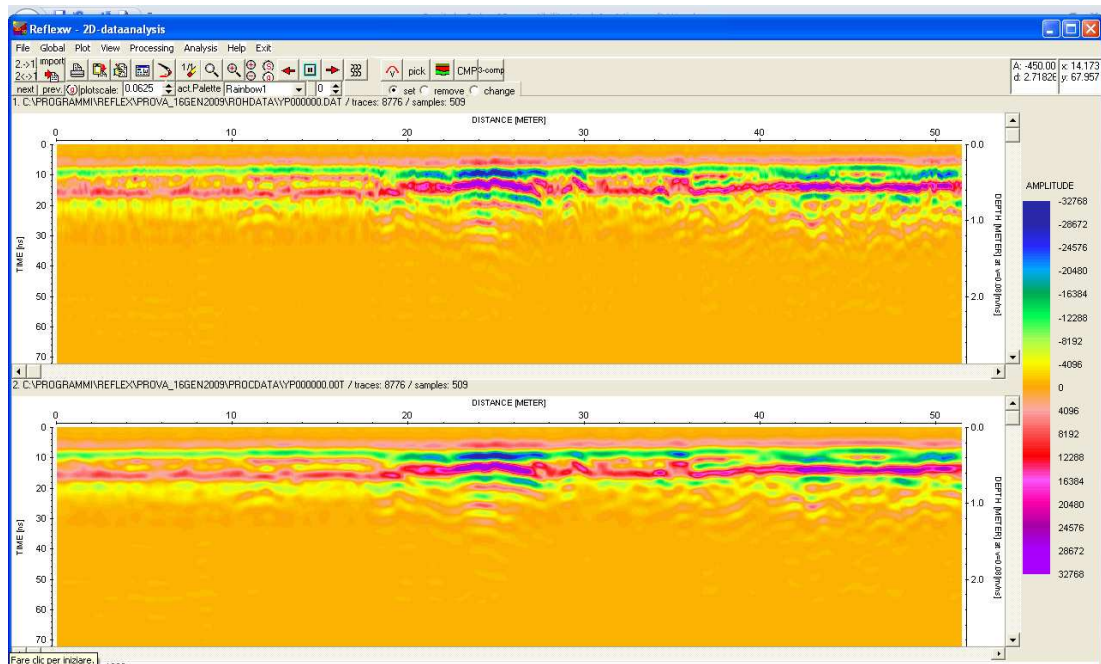 Reflexw - 2D-dataanalysis
File Global Plot View Processing Analysis Help Exit
2.->1 import
2<->1
1/2 pick CMP 3-comp
A: -450.00 x: 14.173
d: 2.71826 y: 67.957
next prev. (g) plotscale: 0.0625 act.Palette Rainbow1 0 set remove change
1. C:\PROGRAMMI\REFLEX\PROVA_16GEN2009\ROHDATA\YP000000.DAT / traces: 8776 / samples: 509
DISTANCE [METER]
0 10 20 30 40 50
TIME [ns]
0
10
20
30
40
50
60
70
0.0
1.0
2.0
DEPTH [METER] at v=0.08 [m/ns]
2. C:\PROGRAMMI\REFLEX\PROVA_16GEN2009\PROCDATA\YP000000.00T / traces: 8776 / samples: 509
DISTANCE [METER]
0 10 20 30 40 50
TIME [ns]
0
10
20
30
40
50
60
70
0.0
1.0
2.0
DEPTH [METER] at v=0.08 [m/ns]
AMPLITUDE
-32768
-28672
-24576
-20480
-16384
-12288
-8192
-4096
0
4096
8192
12288
16384
20480
24576
28672
32768
Fare clic per iniziare.